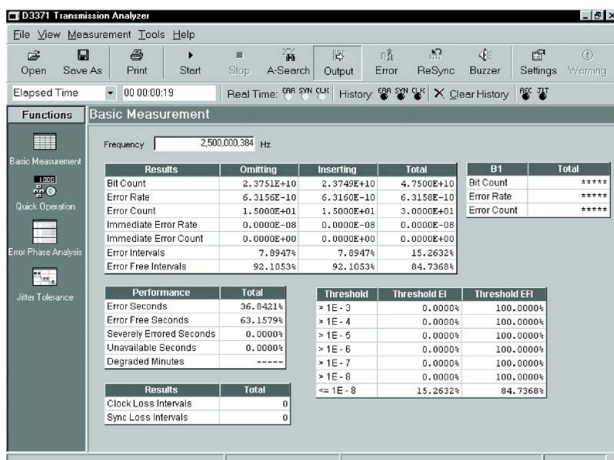 D3371 Transmission Analyzer
File View Measurement Tools Help
Open Save As Print Start Stop A-Search Output Error ReSync Buzzer Settings Warning
Elapsed Time 00 00:00:19 Real Time: ERR SYN CLK History: ERR SYN CLK Clear History REC JLT
Functions Basic Measurement
Frequency 2,500,000,384 Hz
Basic Measurement
Quick Operation
Error Phase Analysis
Jitter Tolerance
Results Omitting Inserting Total
Bit Count 2.3751E+10 2.3749E+10 4.7500E+10
Error Rate 6.3156E-10 6.3160E-10 6.3158E-10
Error Count 1.5000E+01 1.5000E+01 3.0000E+01
Immediate Error Rate 0.0000E-08 0.0000E-08 0.0000E-08
Immediate Error Count 0.0000E+00 0.0000E+00 0.0000E+00
Error Intervals 7.8947% 7.8947% 15.2632%
Error Free Intervals 92.1053% 92.1053% 84.7368%
B1 Total
Bit Count *****
Error Rate *****
Error Count *****
Performance Total
Error Seconds 36.8421%
Error Free Seconds 63.1579%
Severely Errored Seconds 0.0000%
Unavailable Seconds 0.0000%
Degraded Minutes -----
Threshold Threshold EI Threshold EFI
> 1E - 3 0.0000% 100.0000%
> 1E - 4 0.0000% 100.0000%
> 1E - 5 0.0000% 100.0000%
> 1E - 6 0.0000% 100.0000%
> 1E - 7 0.0000% 100.0000%
> 1E - 8 0.0000% 100.0000%
<= 1E - 8 15.2632% 84.7368%
Results Total
Clock Loss Intervals 0
Sync Loss Intervals 0